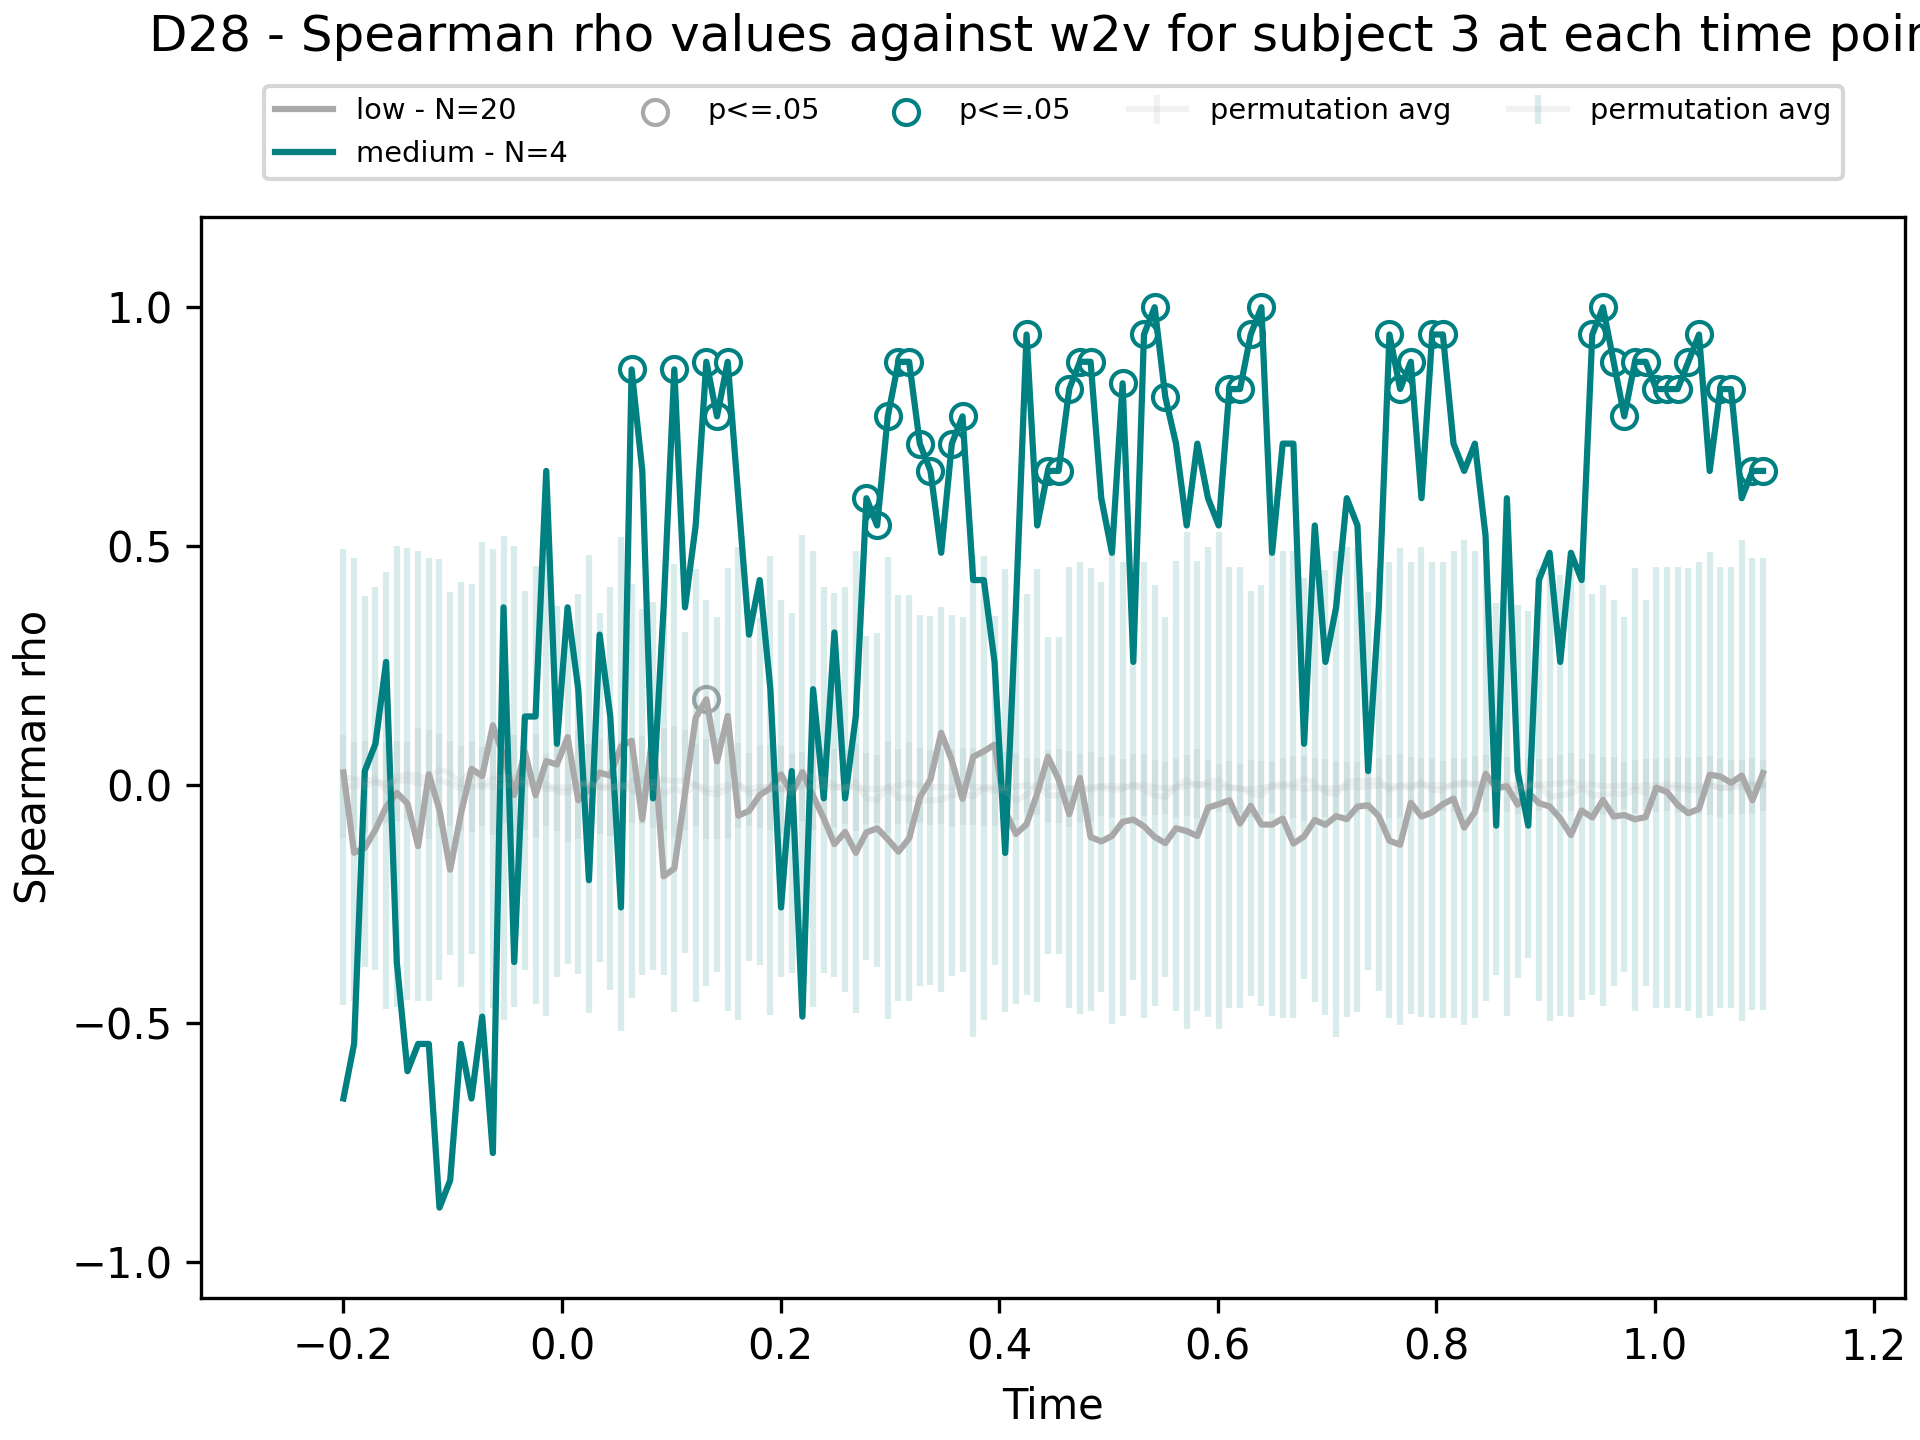 D28 - Spearman rho values against w2v for subject 3 at each time poin
low - N=20
medium - N=4
p<=.05
p<=.05
permutation avg
permutation avg
Spearman rho
1.0
0.5
0.0
−0.5
−1.0
−0.2
0.0
0.2
0.4
0.6
0.8
1.0
1.2
Time